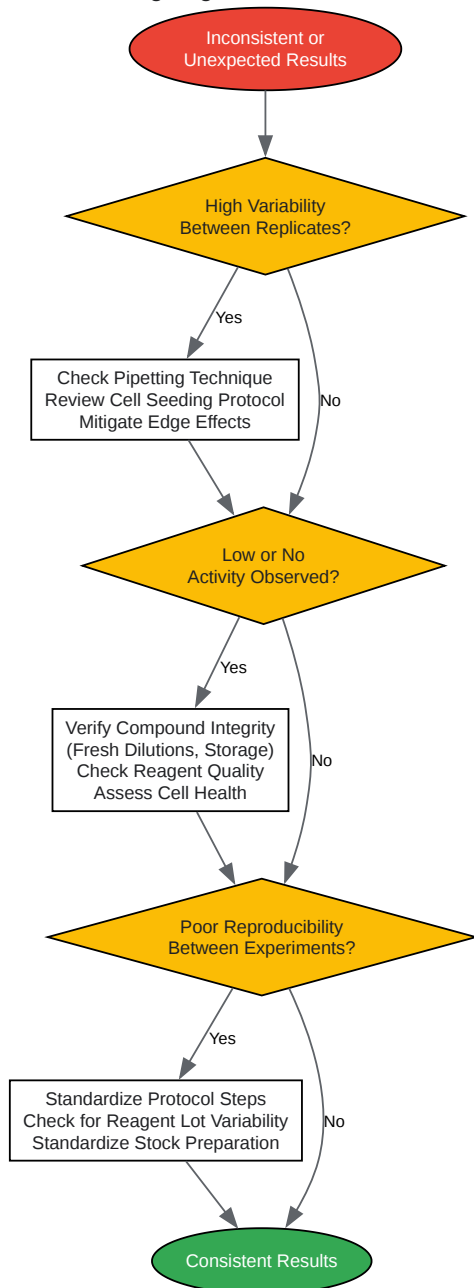 Inconsistent or
Unexpected Results
High Variability
Between Replicates?
Yes
Check Pipetting Technique
Review Cell Seeding Protocol
Mitigate Edge Effects
No
Low or No
Activity Observed?
Yes
Verify Compound Integrity
(Fresh Dilutions, Storage)
Check Reagent Quality
Assess Cell Health
No
Poor Reproducibility
Between Experiments?
Yes
Standardize Protocol Steps
Check for Reagent Lot Variability
Standardize Stock Preparation
No
Consistent Results